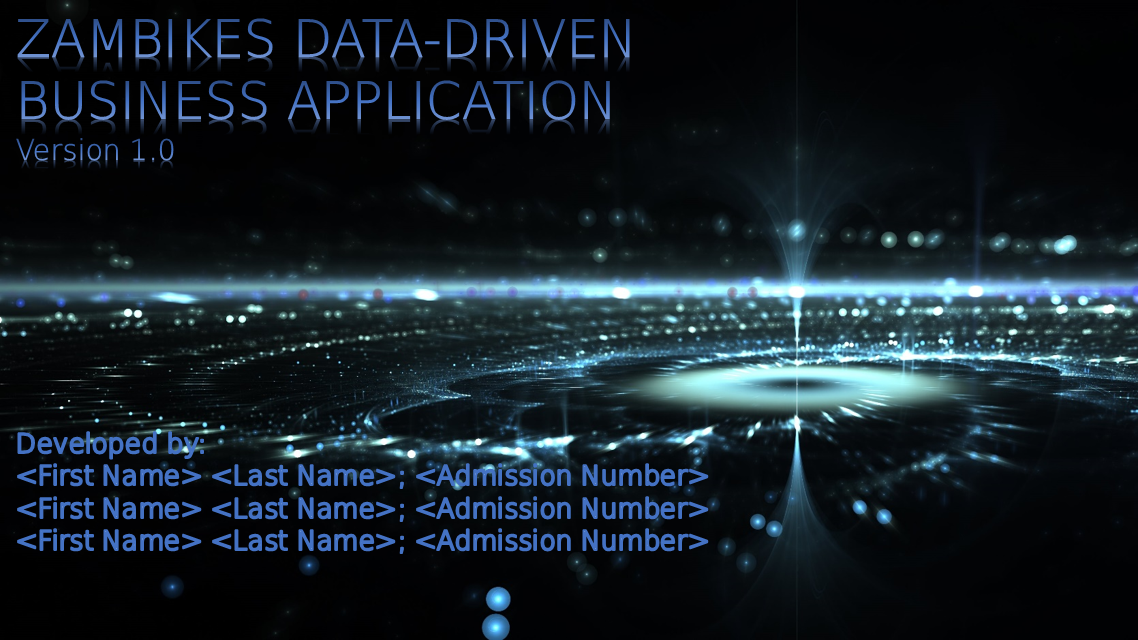 ZAMBIKES DATA-DRIVEN
BUSINESS APPLICATION
Version 1.0
Developed by:
<First Name> <Last Name>; <Admission Number>
<First Name> <Last Name>; <Admission Number>
<First Name> <Last Name>; <Admission Number>